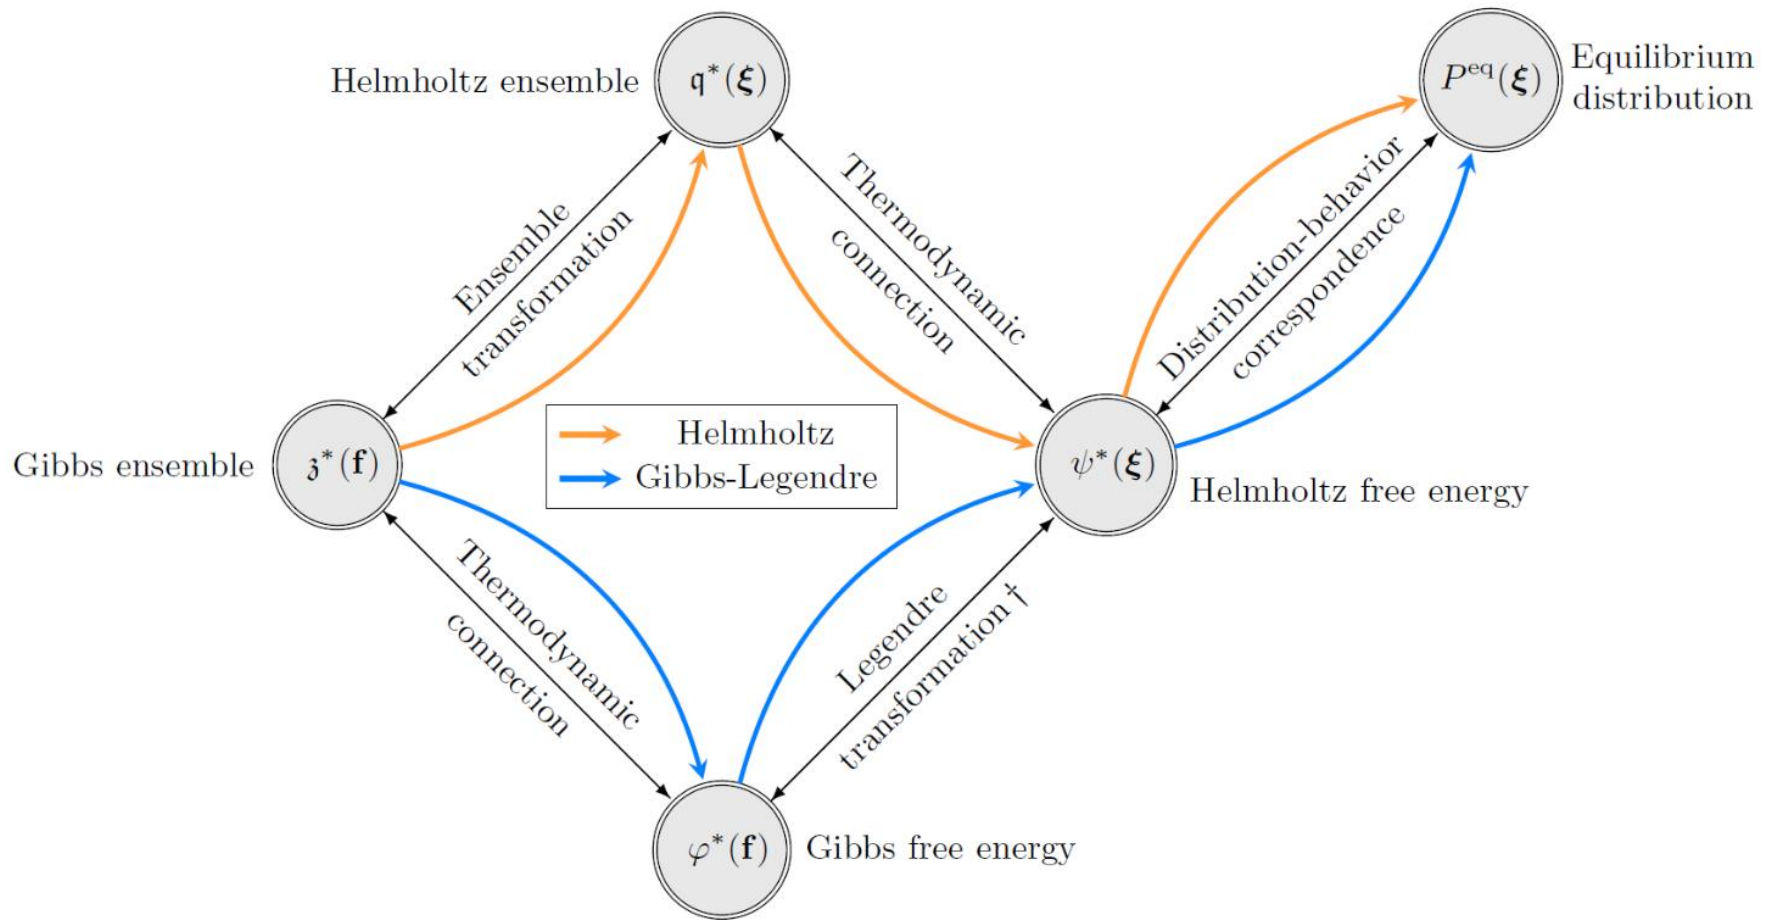 Helmholtz ensemble
𝔮*(ξ)
P^eq(ξ)
Equilibrium
distribution
Ensemble
transformation
Thermodynamic
connection
Distribution-behavior
correspondence
Gibbs ensemble
𝔷*(f)
Helmholtz
Gibbs-Legendre
ψ*(ξ)
Helmholtz free energy
Thermodynamic
connection
Legendre
transformation †
φ*(f)
Gibbs free energy